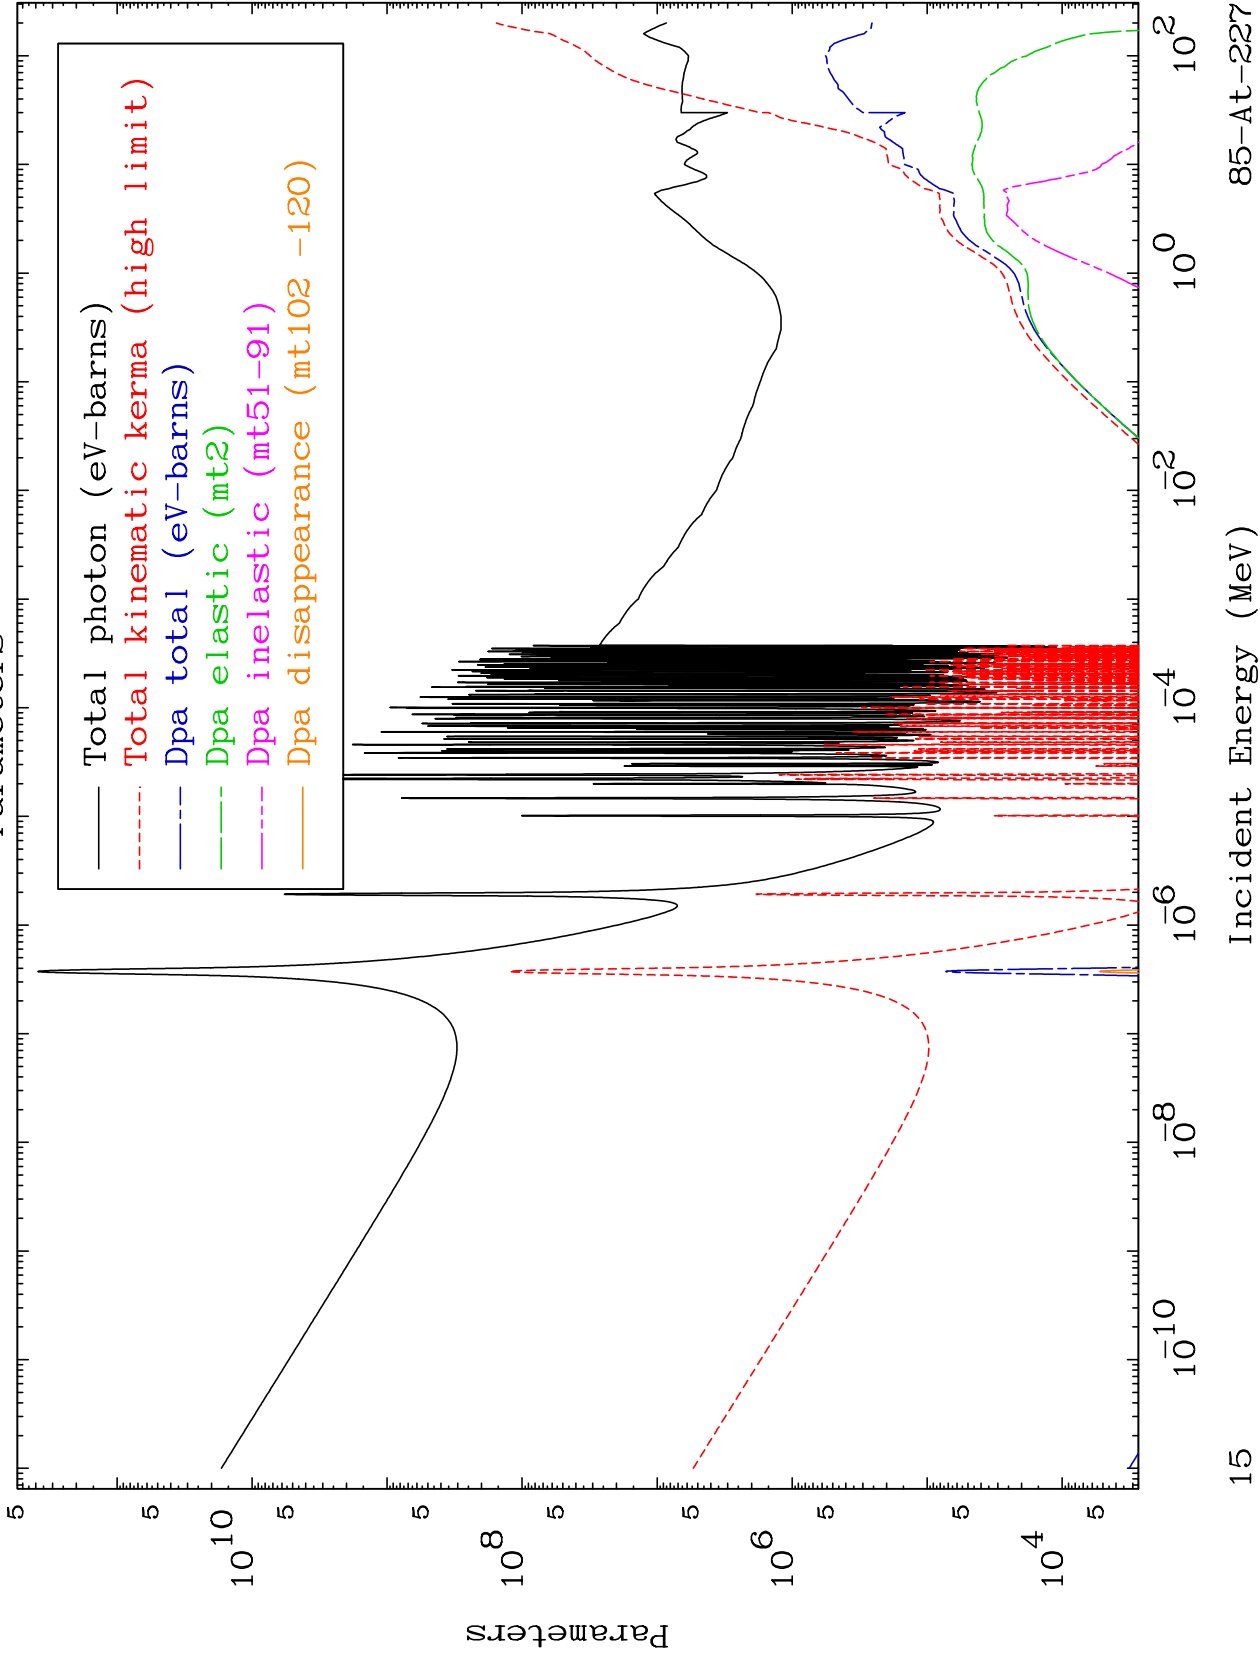 Parameters
Total photon (eV-barns)
Total kinematic kerma (high limit)
Dpa total (eV-barns)
Dpa elastic (mt2)
Dpa inelastic (mt51-91)
Dpa disappearance (mt102 -120)
5
5
10^10
5
10^8
5
10^6
5
5
10^4
5
Parameters
10^-10
10^-8
10^-6
10^-4
10^-2
10^0
10^2
Incident Energy (MeV)
15
85-At-227